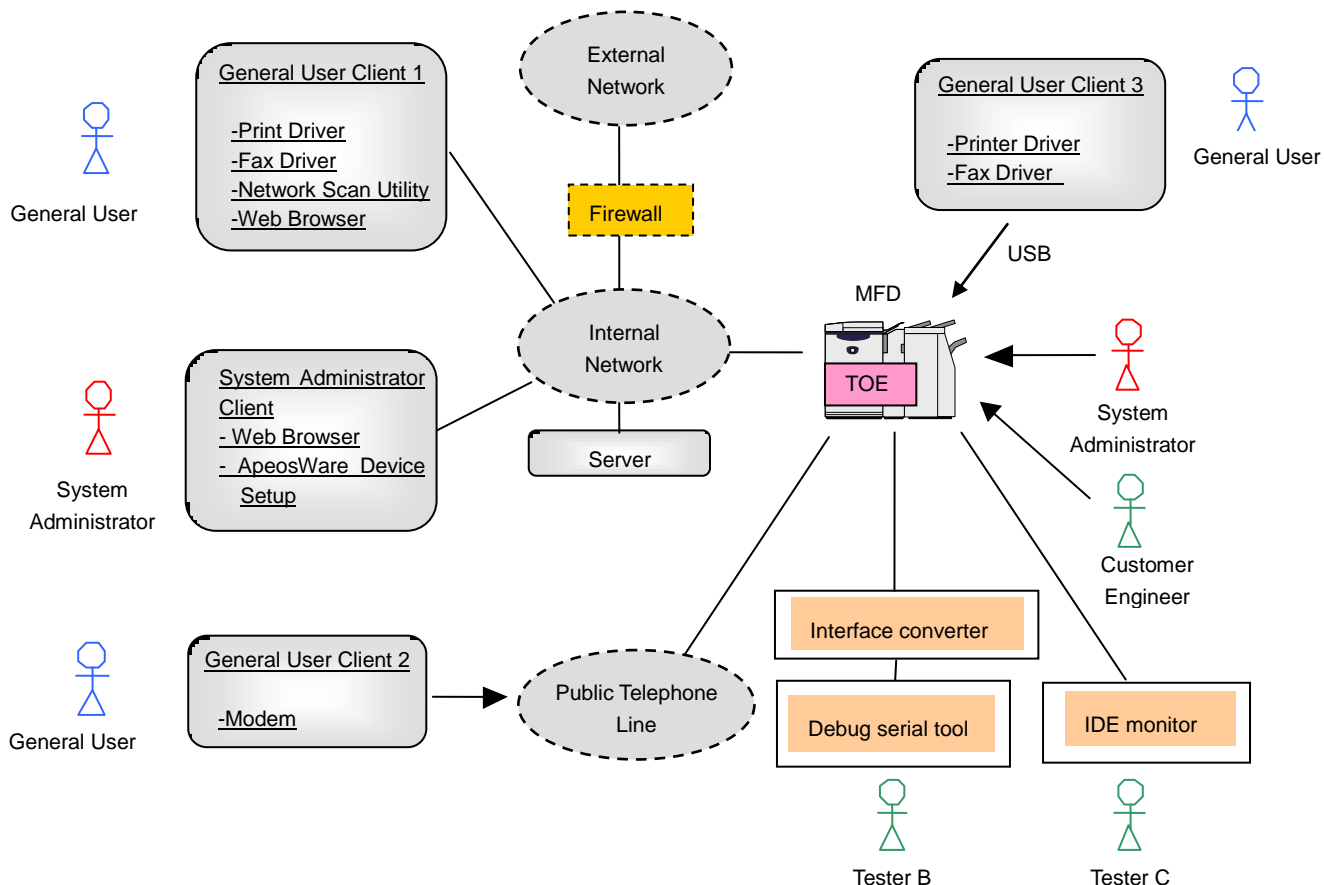 External
Network
General User Client 1
-Print Driver
-Fax Driver
-Network Scan Utility
-Web Browser
General User
General User Client 3
-Printer Driver
-Fax Driver
General User
Firewall
USB
MFD
Internal
Network
TOE
System Administrator
Client
- Web Browser
- ApeosWare Device
Setup
System
Administrator
Server
System
Administrator
Customer
Engineer
General User Client 2
-Modem
General User
Public Telephone
Line
Interface converter
Debug serial tool
IDE monitor
Tester B
Tester C